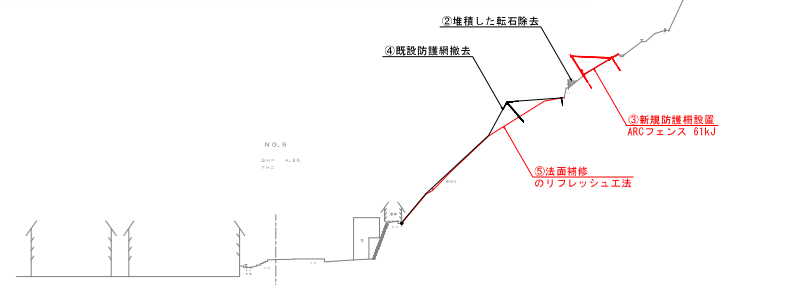 ②堆積した転石除去
④既設防護網撤去
③新規防護柵設置
ARCフェンス 61kJ
NO.9
⑤法面補修
のリフレッシュ工法